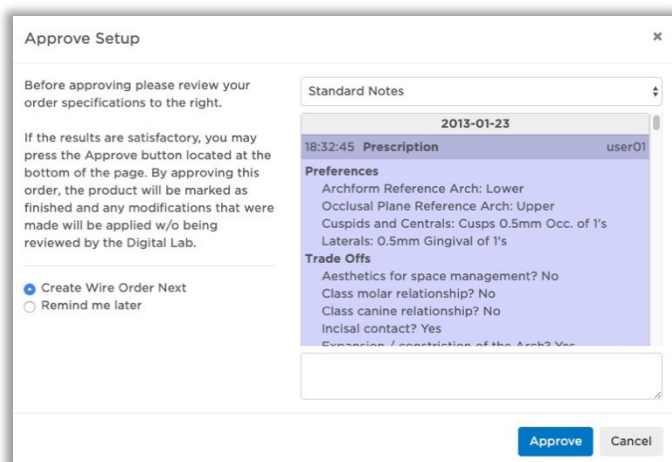 Approve Setup
×
Before approving please review your
order specifications to the right.
If the results are satisfactory, you may
press the Approve button located at the
bottom of the page. By approving this
order, the product will be marked as
finished and any modifications that were
made will be applied w/o being
reviewed by the Digital Lab.
Create Wire Order Next
Remind me later
Standard Notes
2013-01-23
18:32:45 Prescription user01
Preferences
Archform Reference Arch: Lower
Occlusal Plane Reference Arch: Upper
Cuspids and Centrals: Cusps 0.5mm Occ. of 1's
Laterals: 0.5mm Gingival of 1's
Trade Offs
Aesthetics for space management? No
Class molar relationship? No
Class canine relationship? No
Incisal contact? Yes
Expansion / constriction of the Arch? Yes
Approve Cancel